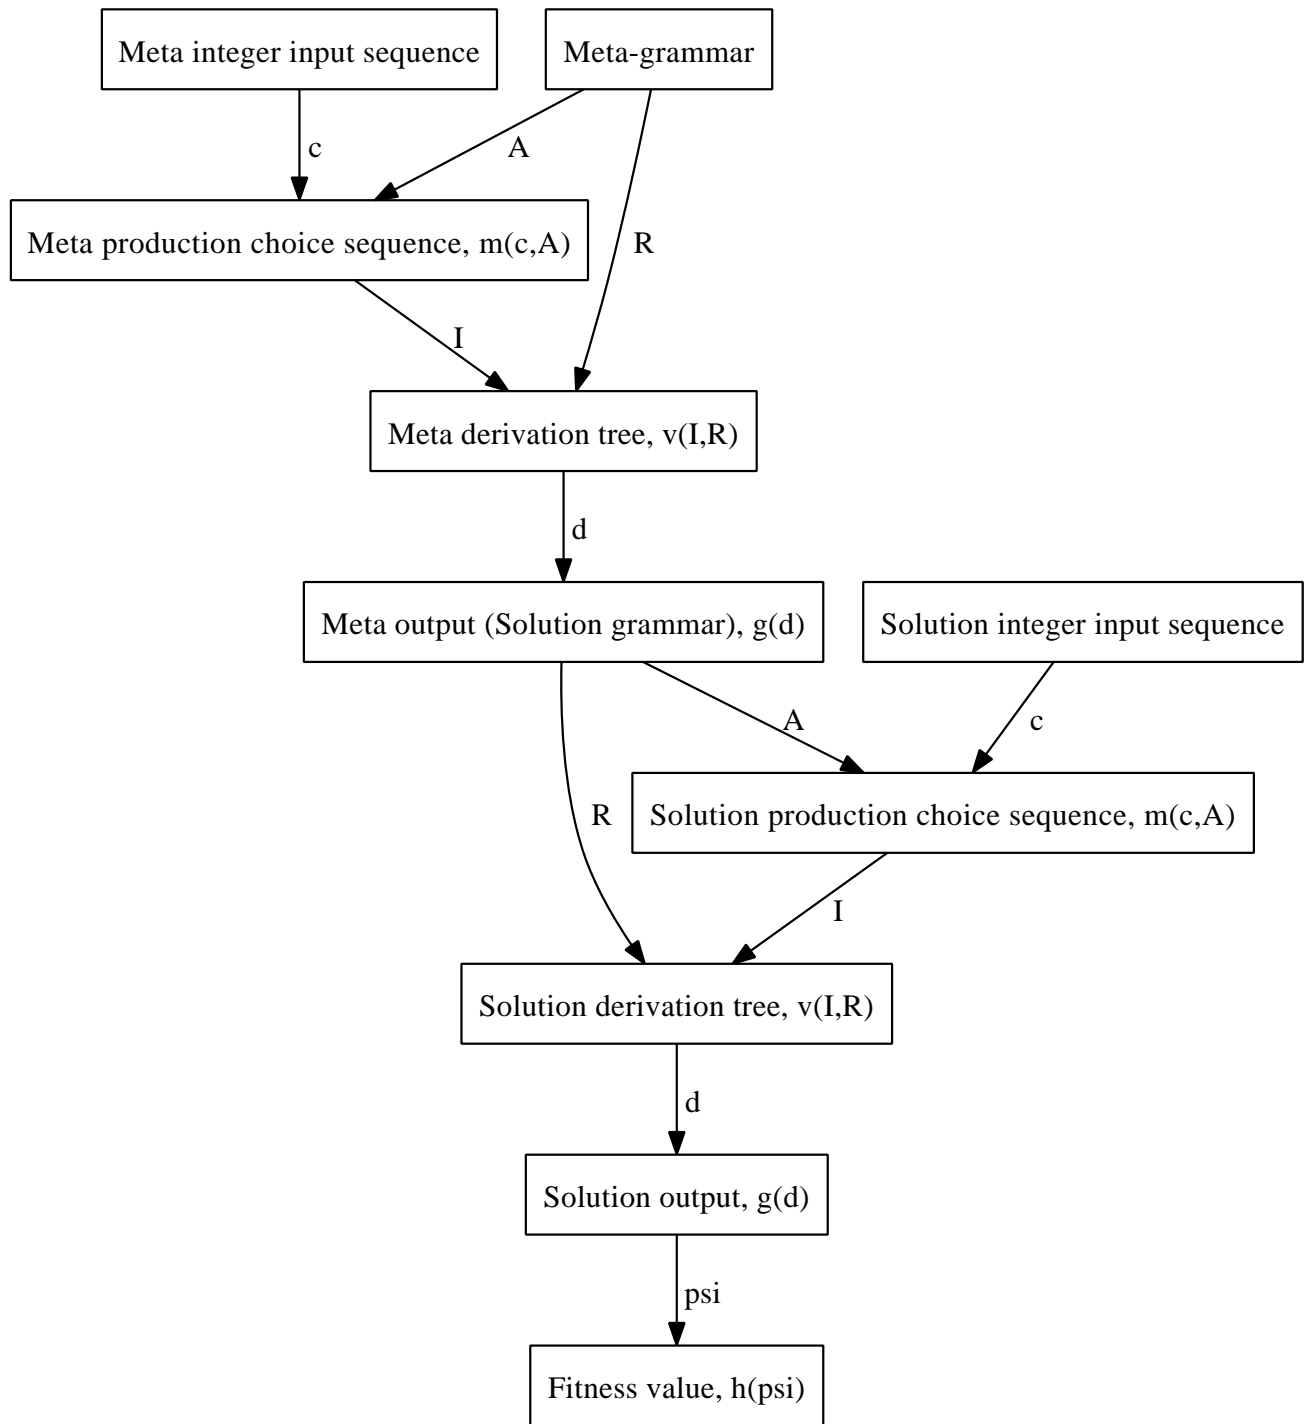 Meta integer input sequence
Meta-grammar
c
A
Meta production choice sequence, m(c,A)
R
I
Meta derivation tree, v(I,R)
d
Meta output (Solution grammar), g(d)
Solution integer input sequence
A
c
R
Solution production choice sequence, m(c,A)
I
Solution derivation tree, v(I,R)
d
Solution output, g(d)
psi
Fitness value, h(psi)